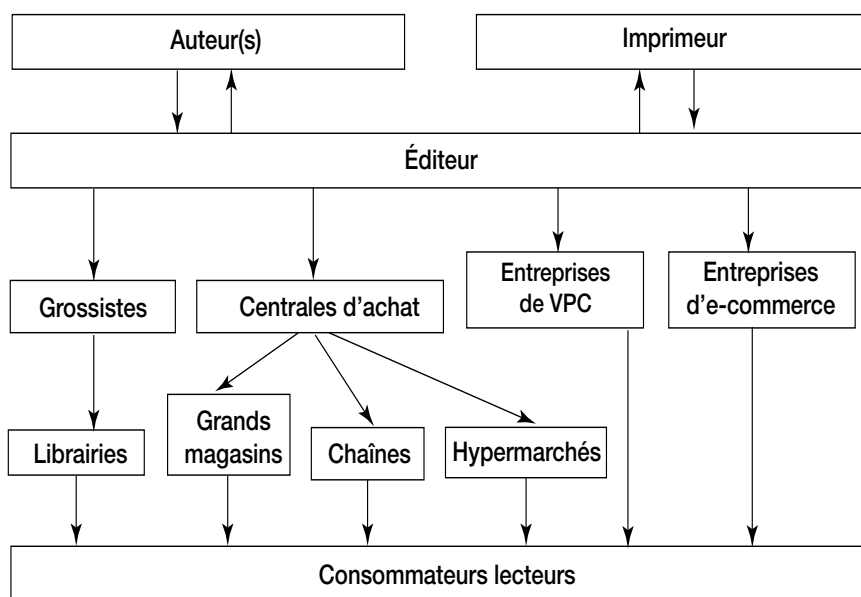 Auteur(s)
Imprimeur
Éditeur
Grossistes
Centrales d'achat
Entreprises
de VPC
Entreprises
d'e-commerce
Librairies
Grands
magasins
Chaînes
Hypermarchés
Consommateurs lecteurs